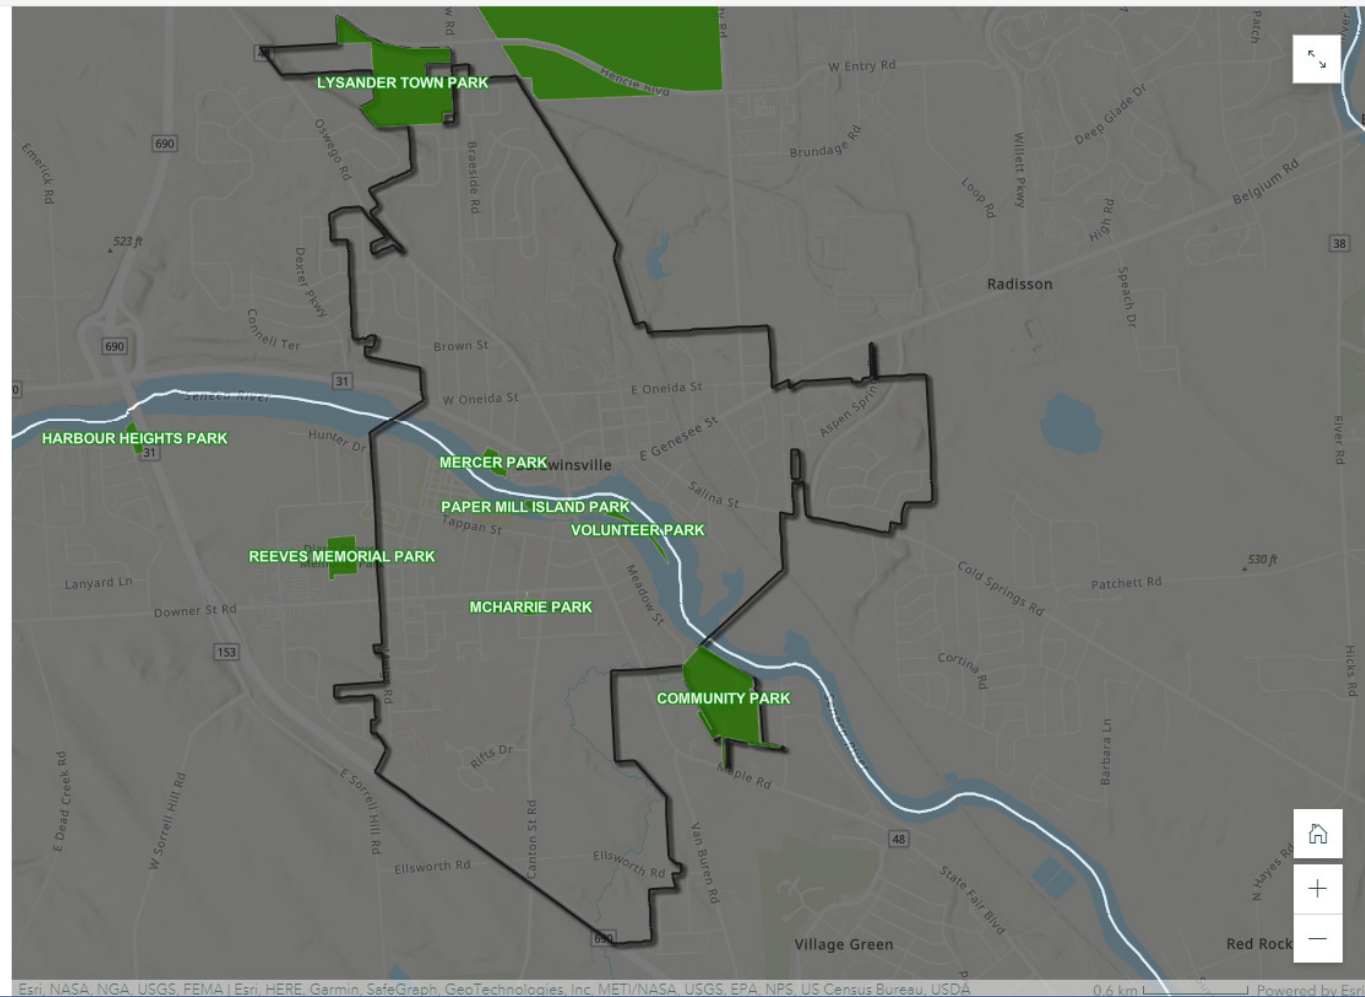 W Entry Rd
Hencle Blvd
48
LYSANDER TOWN PARK
Deep Glade Dr
690
Oswego Rd
Brundage Rd
Willett Pkwy
Emerick Rd
Braeside Rd
Belgium Rd
Loop Rd
High Rd
523 ft
38
Dexter Pkwy
Radisson
Speach Dr
Connell Ter
690
Brown St
31
E Oneida St
W Oneida St
Seneca River
Aspen Spring
E Genesee St
River Rd
HARBOUR HEIGHTS PARK
Hunter Dr
31
MERCER PARK
Salina St
PAPER MILL ISLAND PARK
Tappan St
VOLUNTEER PARK
REEVES MEMORIAL PARK
530 ft
Lanyard Ln
Cold Springs Rd
Patchett Rd
Meadow St
Downer St Rd
MCHARRIE PARK
153
Cortina Rd
Hicks Rd
COMMUNITY PARK
Rifts Dr
Maple Rd
Barbara Ln
E Dead Creek Rd
W Sorrell Hill Rd
E Sorrell Hill Rd
Canton St Rd
Van Buren Rd
48
Ellsworth Rd
Ellsworth Rd
N Hayes Rd
State Fair Blvd
690
Village Green
Red Rock
Esri, NASA, NGA, USGS, FEMA | Esri, HERE, Garmin, SafeGraph, GeoTechnologies, Inc, METI/NASA, USGS, EPA, NPS, US Census Bureau, USDA
0.6 km
Powered by Esri